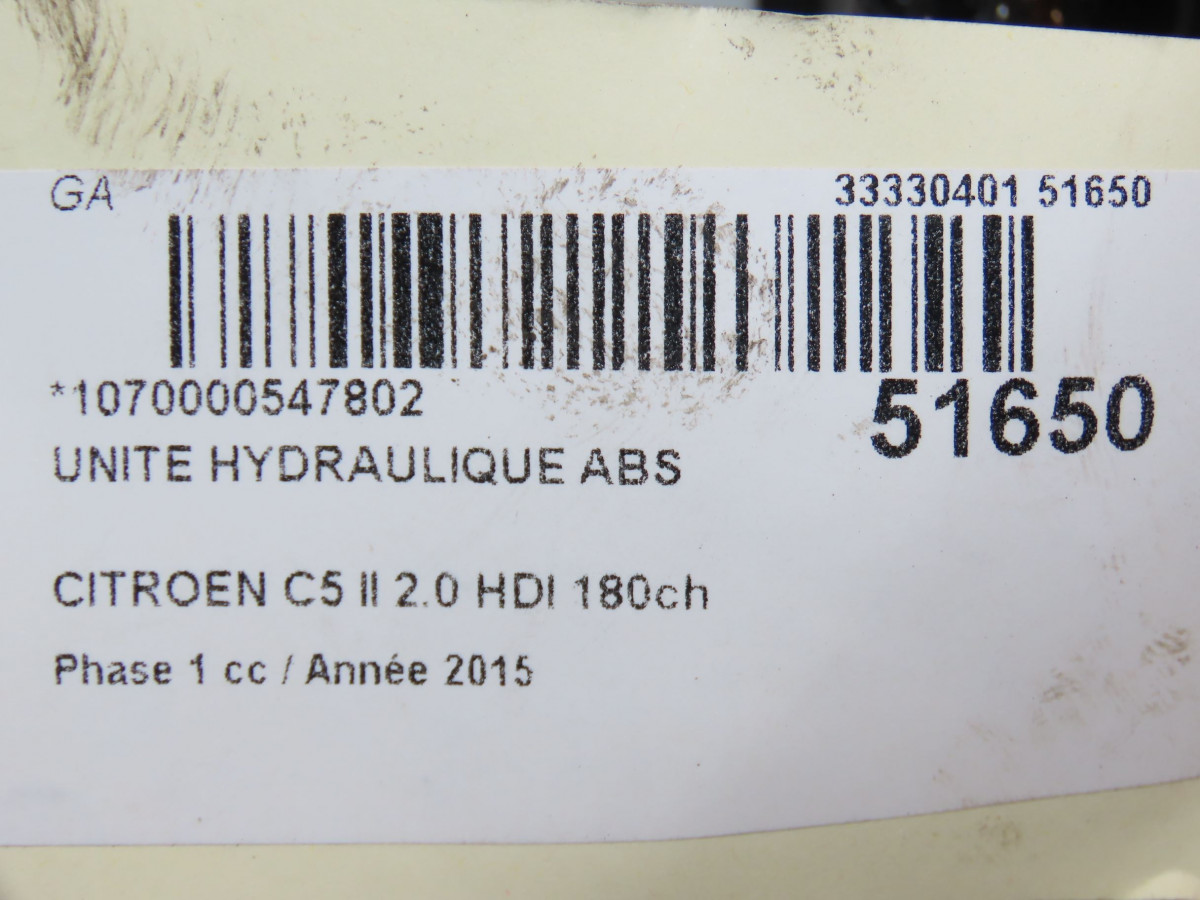 GA 33330401 51650
*1070000547802 51650
UNITE HYDRAULIQUE ABS
CITROEN C5 II 2.0 HDI 180ch
Phase 1 cc / Année 2015